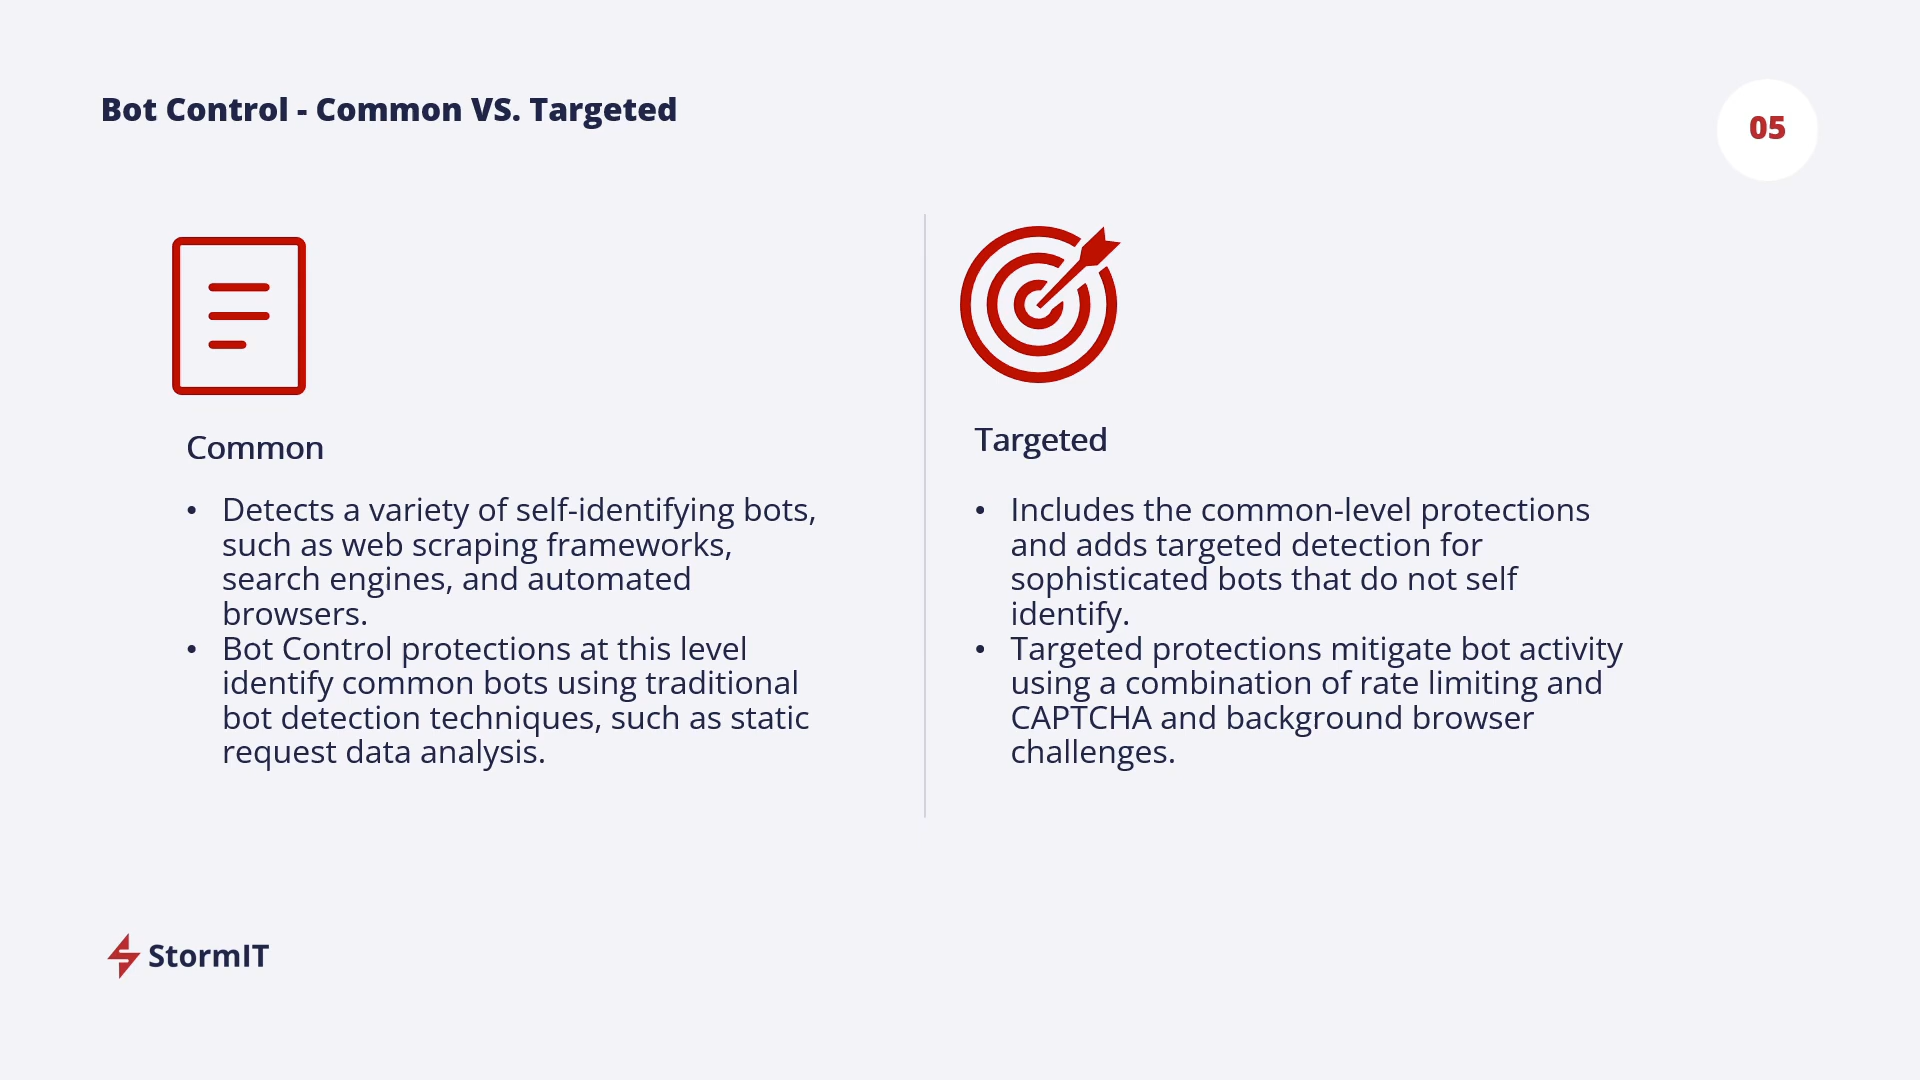 Bot Control - Common VS. Targeted
05
Common
• Detects a variety of self-identifying bots,
such as web scraping frameworks,
search engines, and automated
browsers.
• Bot Control protections at this level
identify common bots using traditional
bot detection techniques, such as static
request data analysis.
Targeted
• Includes the common-level protections
and adds targeted detection for
sophisticated bots that do not self
identify.
• Targeted protections mitigate bot activity
using a combination of rate limiting and
CAPTCHA and background browser
challenges.
StormIT